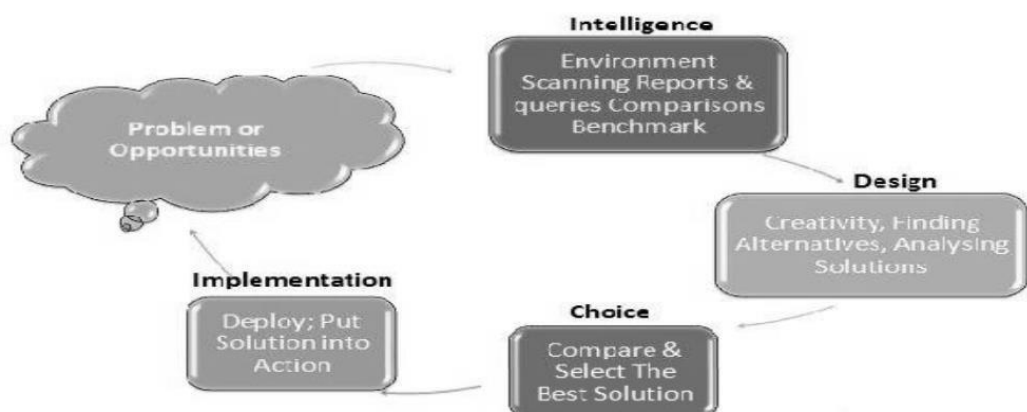 Intelligence
Environment
Scanning Reports &
queries Comparisons
Benchmark
Problem or
Opportunities
Design
Creativity, Finding
Alternatives, Analysing
Solutions
Choice
Compare &
Select The
Best Solution
Implementation
Deploy; Put
Solution into
Action